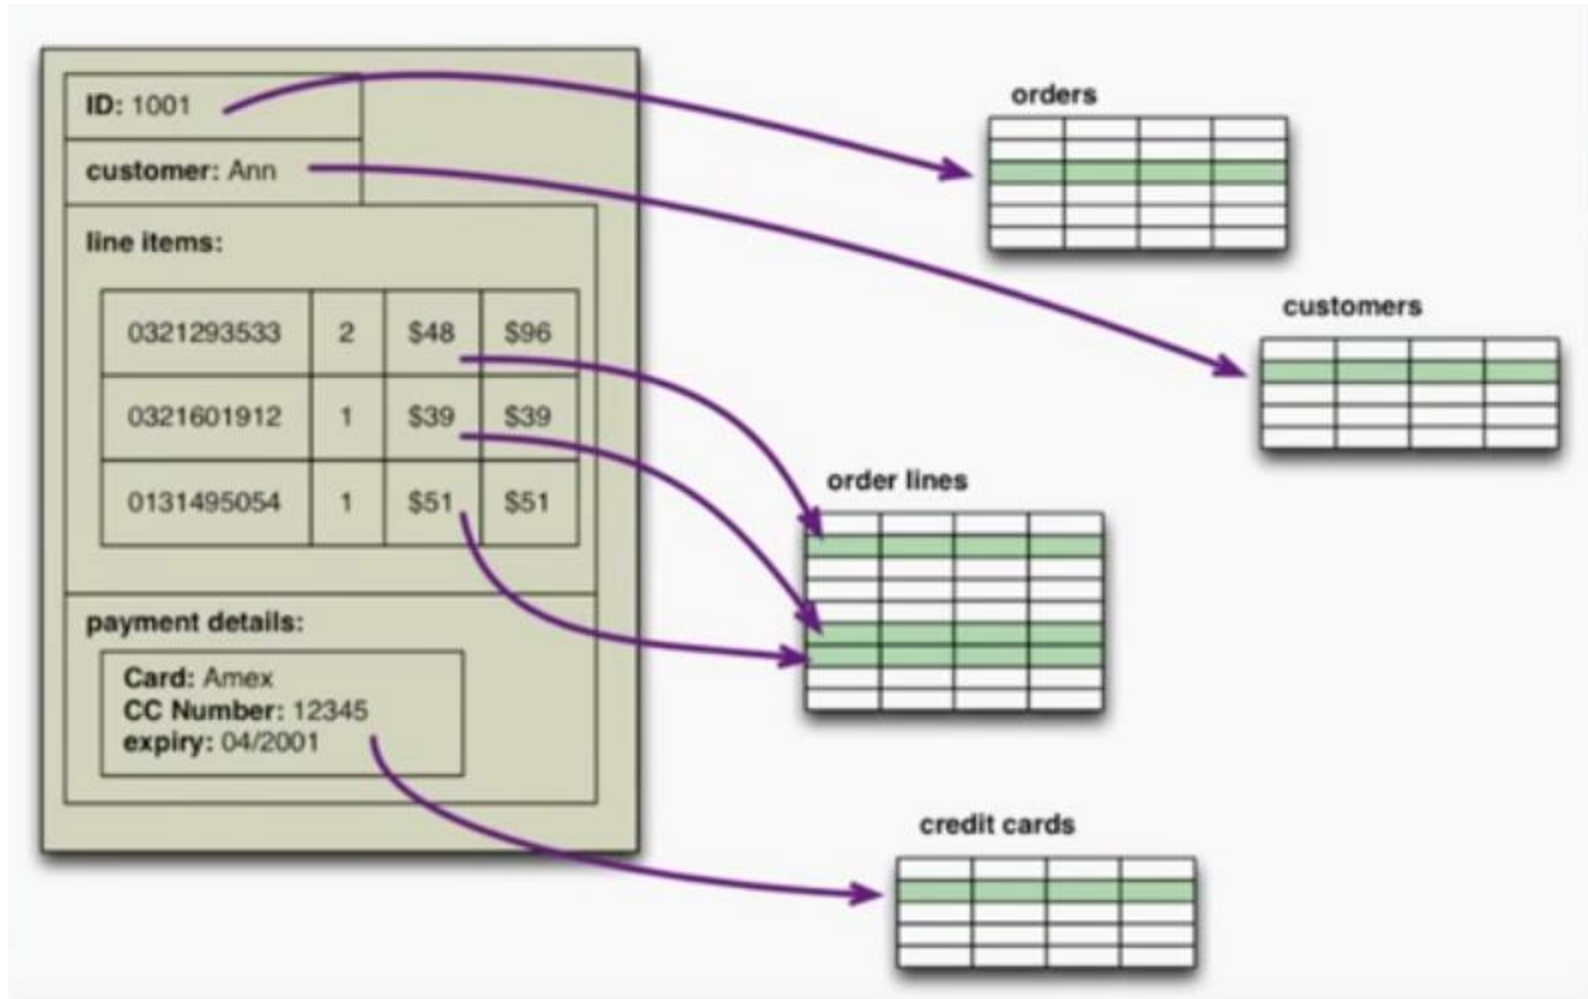 ID: 1001
customer: Ann
line items:
0321293533 2 $48 $96
0321601912 1 $39 $39
0131495054 1 $51 $51
payment details:
Card: Amex
CC Number: 12345
expiry: 04/2001
orders
customers
order lines
credit cards